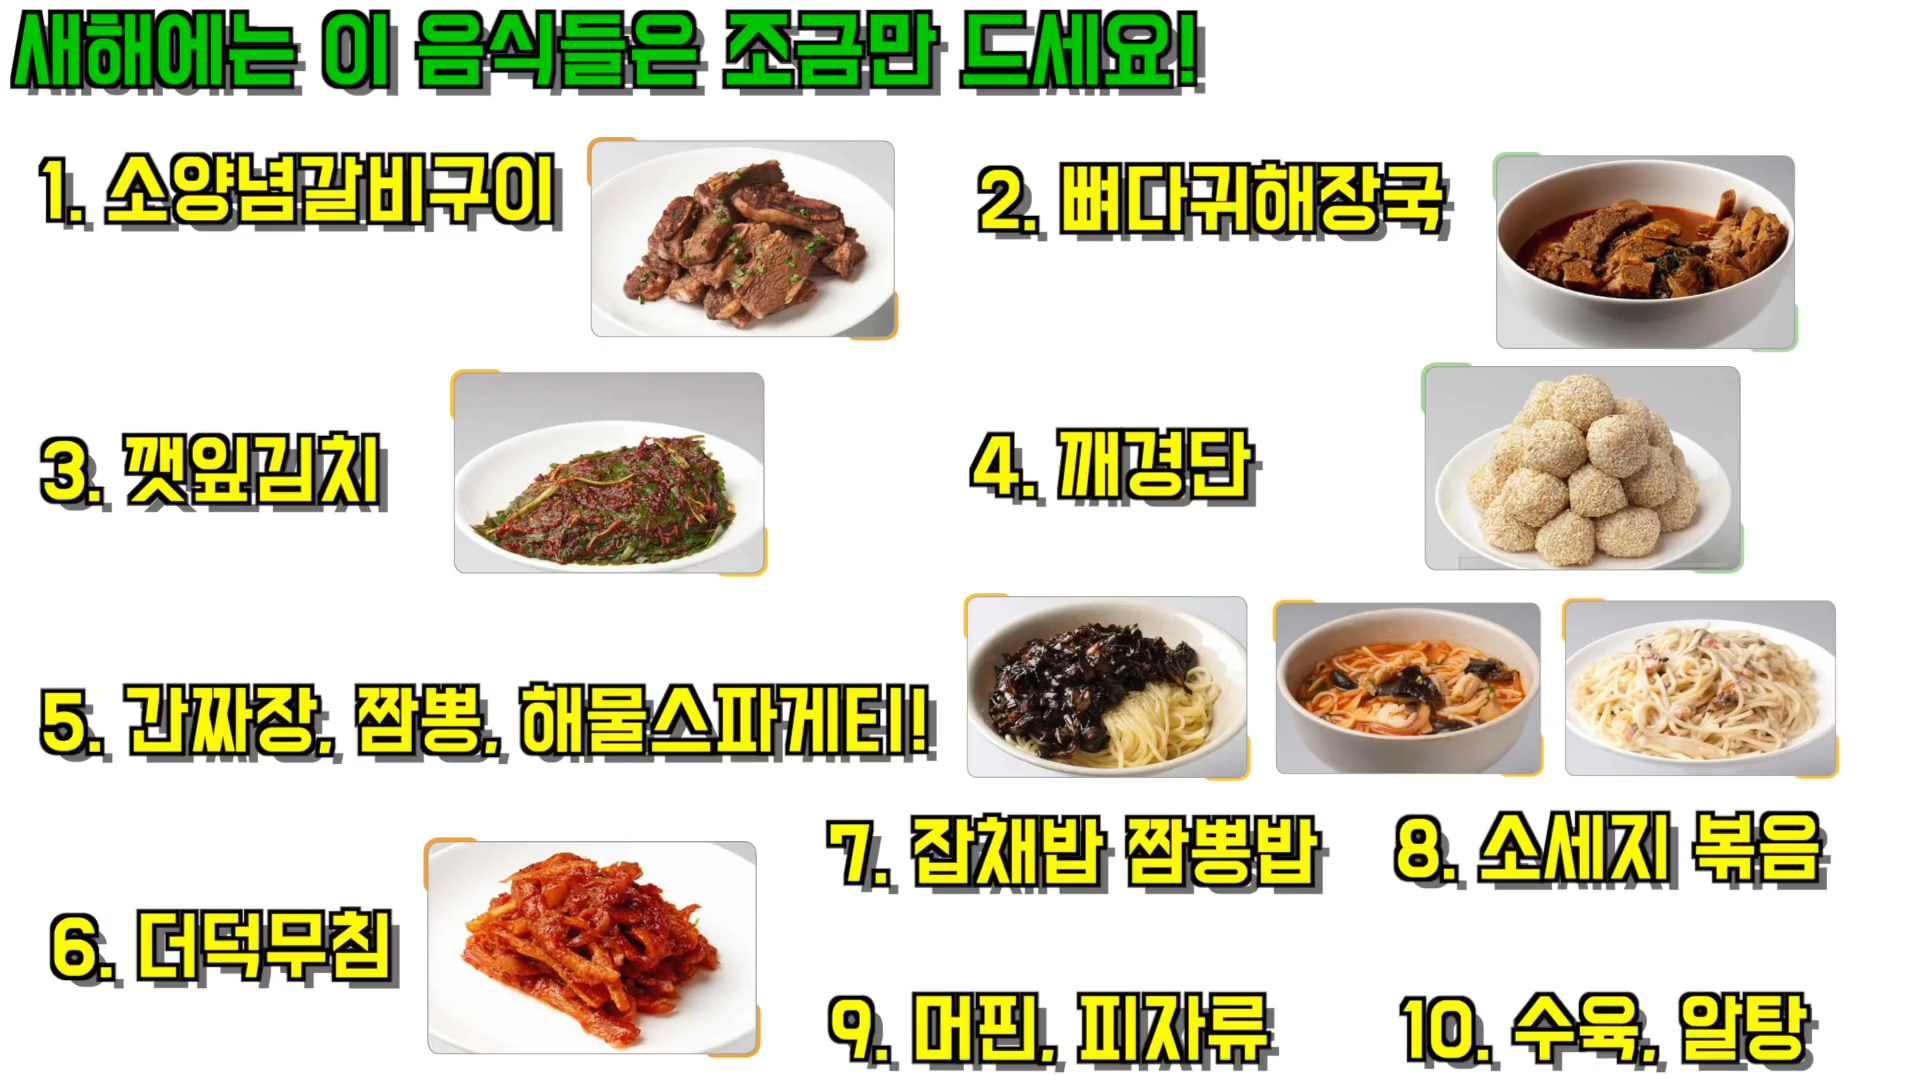 새해에는 이 음식들은 조금만 드세요!
1. 소양념갈비구이
2. 뼈다귀해장국
3. 깻잎김치
4. 깨경단
5. 간짜장, 짬뽕, 해물스파게티!
6. 더덕무침
7. 잡채밥 짬뽕밥
8. 소세지 볶음
9. 머핀, 피자류
10. 수육, 알탕